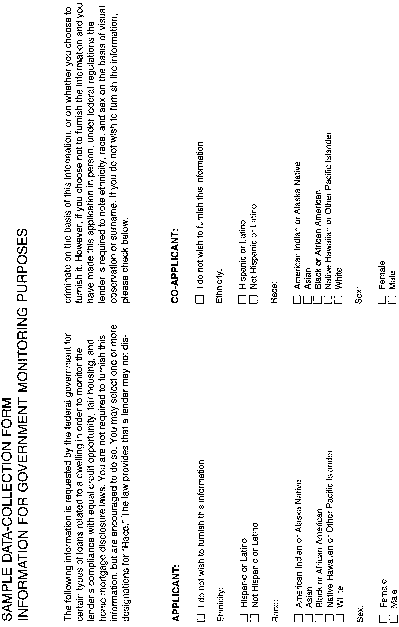 SAMPLE DATA-COLLECTION FORM
INFORMATION FOR GOVERNMENT MONITORING PURPOSES
The following information is requested by the federal government for
certain types of loans related to a dwelling in order to monitor the
lender's compliance with equal credit opportunity, fair housing, and
home mortgage disclosure laws. You are not required to furnish this
information, but are encouraged to do so. You may select one or more
designations for "Race." The law provides that a lender may not dis-
criminate on the basis of this information, or on whether you choose to
furnish it. However, if you choose not to furnish the information and you
have made this application in person, under federal regulations the
lender is required to note ethnicity, race, and sex on the basis of visual
observation or surname. If you do not wish to furnish the information,
please check below.
APPLICANT:
☐ I do not wish to furnish this information
Ethnicity:
☐ Hispanic or Latino
☐ Not Hispanic or Latino
Race:
☐ American Indian or Alaska Native
☐ Asian
☐ Black or African American
☐ Native Hawaiian or Other Pacific Islander
☐ White
Sex:
☐ Female
☐ Male
CO-APPLICANT:
☐ I do not wish to furnish this information
Ethnicity:
☐ Hispanic or Latino
☐ Not Hispanic or Latino
Race:
☐ American Indian or Alaska Native
☐ Asian
☐ Black or African American
☐ Native Hawaiian or Other Pacific Islander
☐ White
Sex:
☐ Female
☐ Male